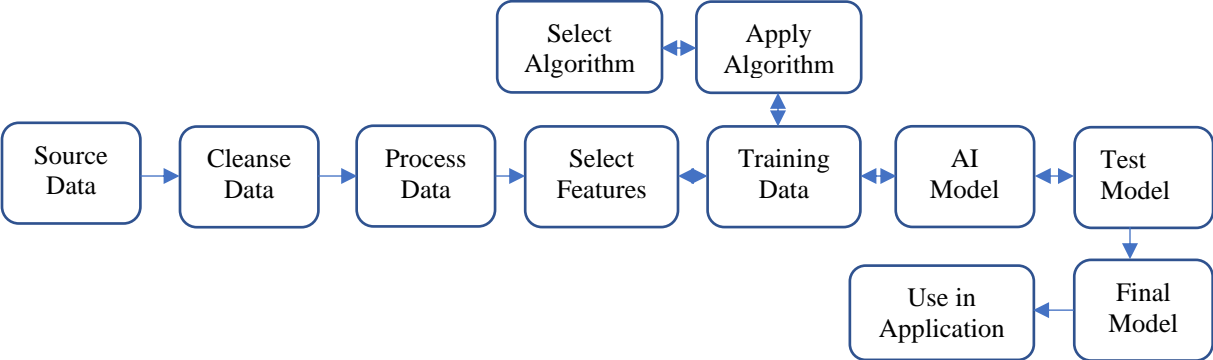 Select
Algorithm
Apply
Algorithm
Source
Data
Cleanse
Data
Process
Data
Select
Features
Training
Data
AI
Model
Test
Model
Use in
Application
Final
Model